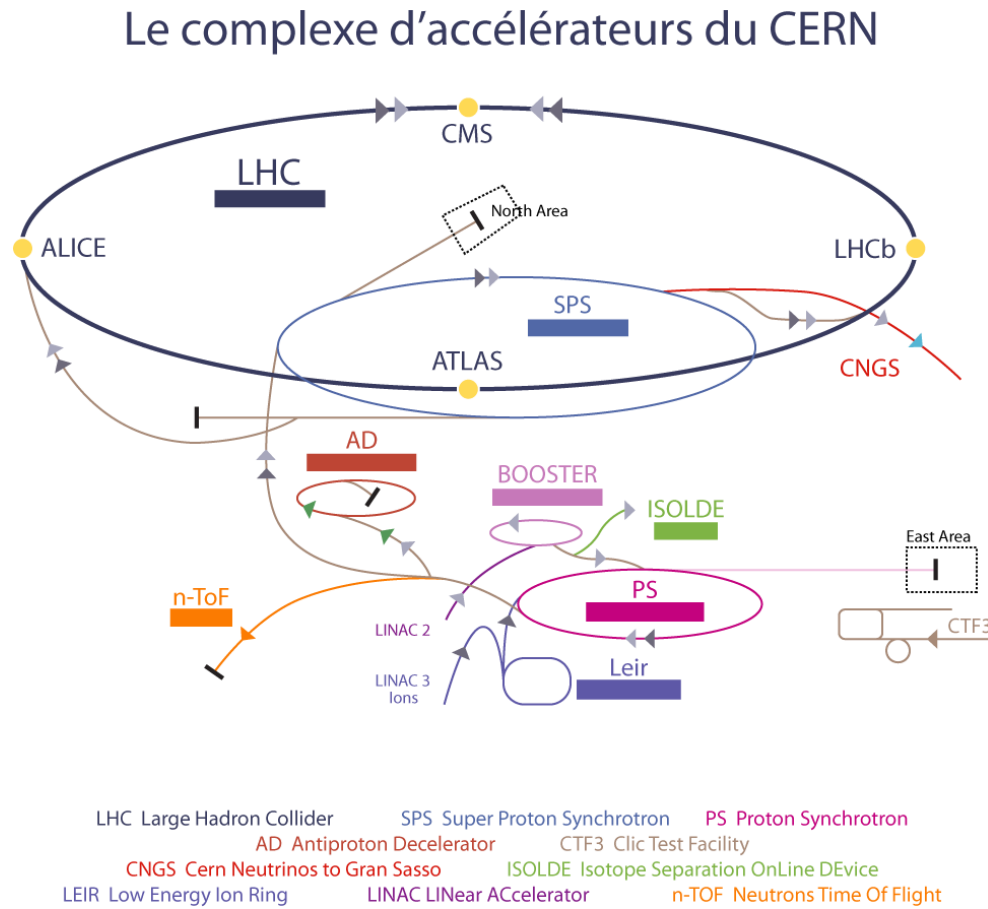 Le complexe d'accélérateurs du CERN
CMS
LHC
North Area
ALICE
LHCb
SPS
ATLAS
CNGS
AD
BOOSTER
ISOLDE
East Area
n-ToF
PS
LINAC 2
CTF3
Leir
LINAC 3
Ions
LHC Large Hadron Collider SPS Super Proton Synchrotron PS Proton Synchrotron
AD Antiproton Decelerator CTF3 Clic Test Facility
CNGS Cern Neutrinos to Gran Sasso ISOLDE Isotope Separation OnLine DEvice
LEIR Low Energy Ion Ring LINAC LINear ACcelerator n-TOF Neutrons Time Of Flight